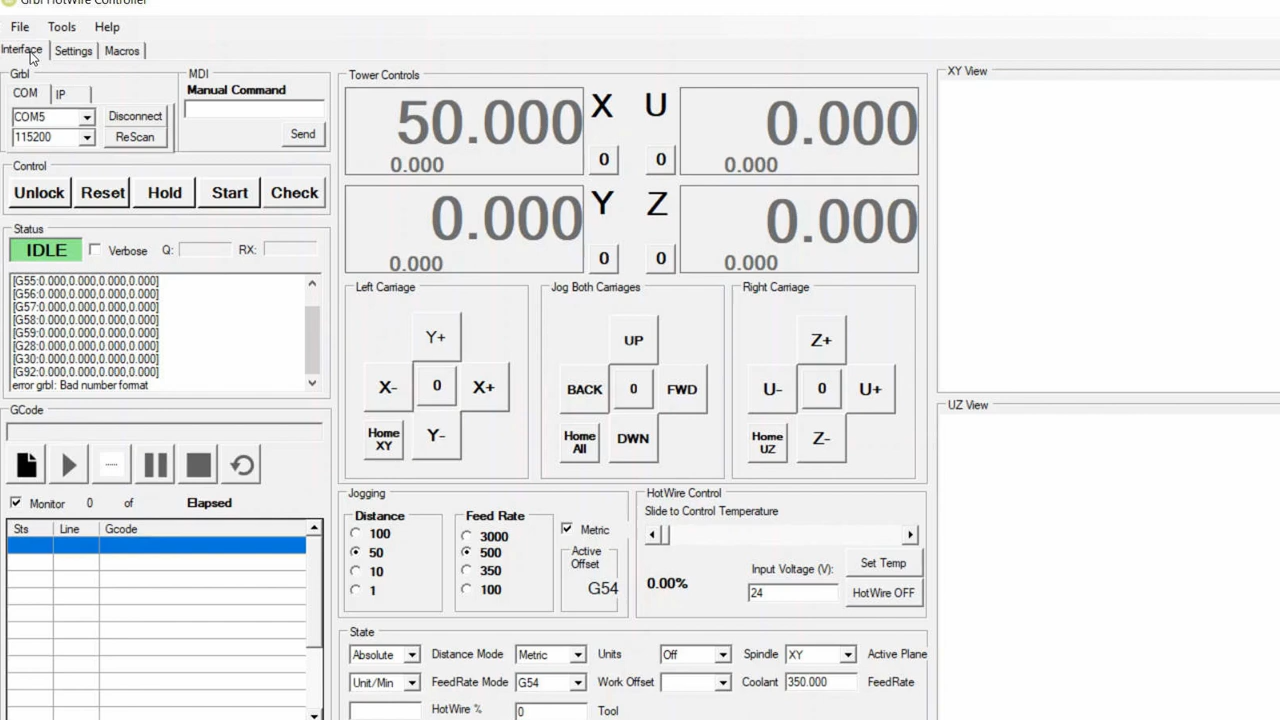 Grbl HotWire Controller
File Tools Help
Interface Settings Macros
Grbl
COM IP
COM5 Disconnect
115200 ReScan
MDI
Manual Command
Send
Control
Unlock Reset Hold Start Check
Status
IDLE Verbose Q: RX:
[G55:0.000,0.000,0.000,0.000]
[G56:0.000,0.000,0.000,0.000]
[G57:0.000,0.000,0.000,0.000]
[G58:0.000,0.000,0.000,0.000]
[G59:0.000,0.000,0.000,0.000]
[G28:0.000,0.000,0.000,0.000]
[G30:0.000,0.000,0.000,0.000]
[G92:0.000,0.000,0.000,0.000]
error grbl: Bad number format
GCode
Monitor 0 of Elapsed
Sts Line Gcode
Tower Controls
50.000 X U 0.000
0.000 0 0 0.000
0.000 Y Z 0.000
0.000 0 0 0.000
Left Carriage
Y+
X- 0 X+
Home XY
Y-
Jog Both Carriages
UP
BACK 0 FWD
Home All
DWN
Right Carriage
Z+
U- 0 U+
Home UZ
Z-
Jogging
Distance
100
50
10
1
Feed Rate
3000
500
350
100
Metric
Active
Offset
G54
HotWire Control
Slide to Control Temperature
0.00%
Input Voltage (V):
24
Set Temp
HotWire OFF
State
Absolute Distance Mode Metric Units Off Spindle XY Active Plane
Unit/Min FeedRate Mode G54 Work Offset Coolant 350.000 FeedRate
HotWire % 0 Tool
XY View
UZ View